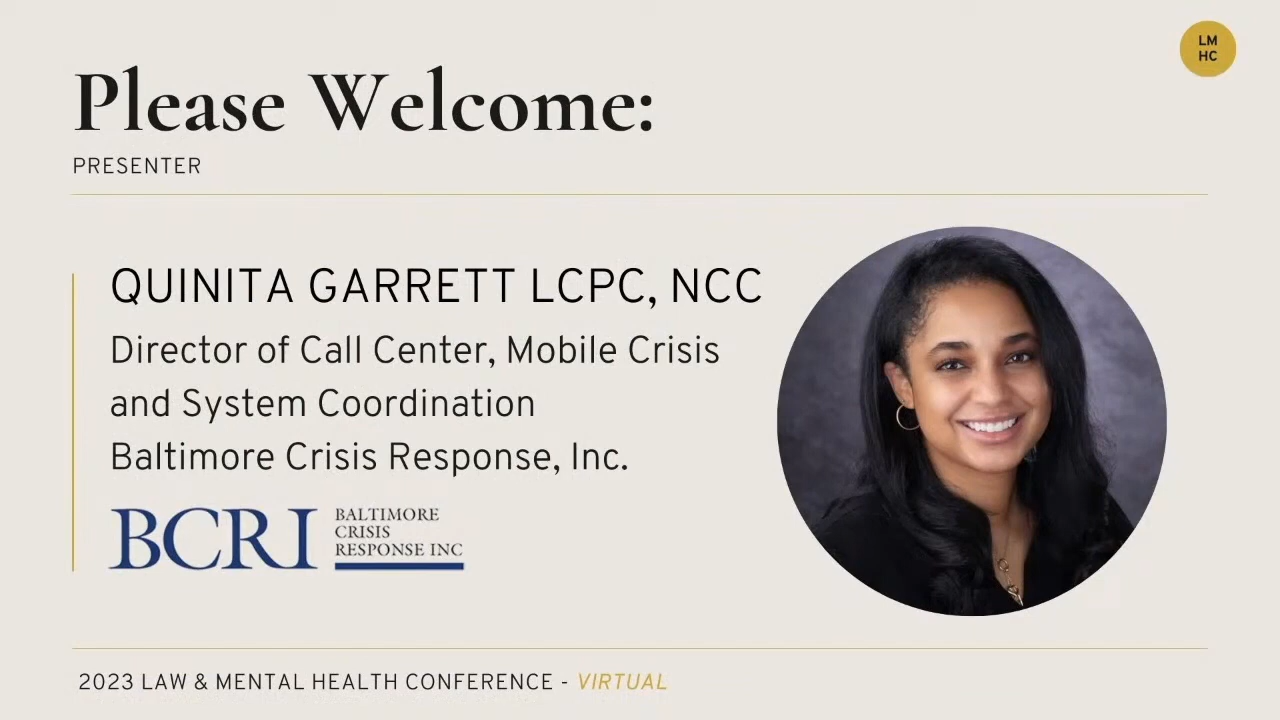 LM
HC
Please Welcome:
PRESENTER
QUINITA GARRETT LCPC, NCC
Director of Call Center, Mobile Crisis
and System Coordination
Baltimore Crisis Response, Inc.
BCRI
BALTIMORE
CRISIS
RESPONSE INC
2023 LAW & MENTAL HEALTH CONFERENCE - VIRTUAL